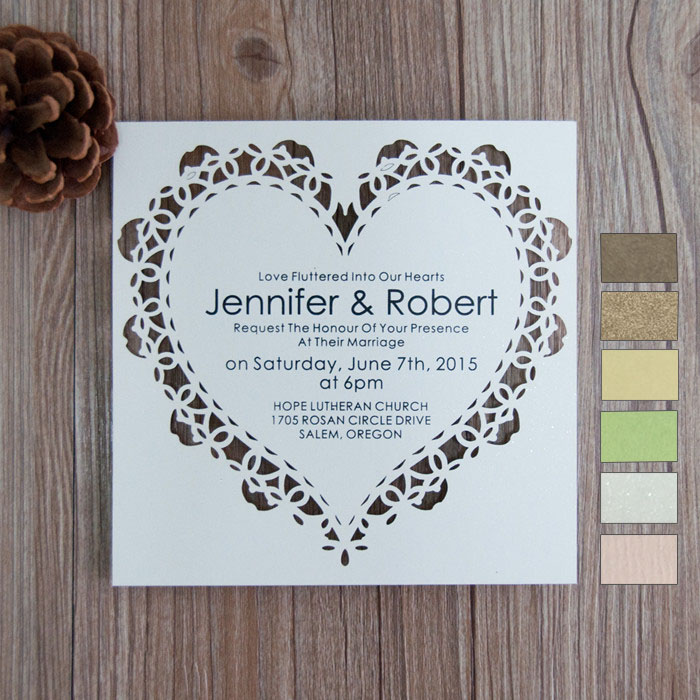 Love Fluttered Into Our Hearts
Jennifer & Robert
Request The Honour Of Your Presence
At Their Marriage
on Saturday, June 7th, 2015
at 6pm
HOPE LUTHERAN CHURCH
1705 ROSAN CIRCLE DRIVE
SALEM, OREGON